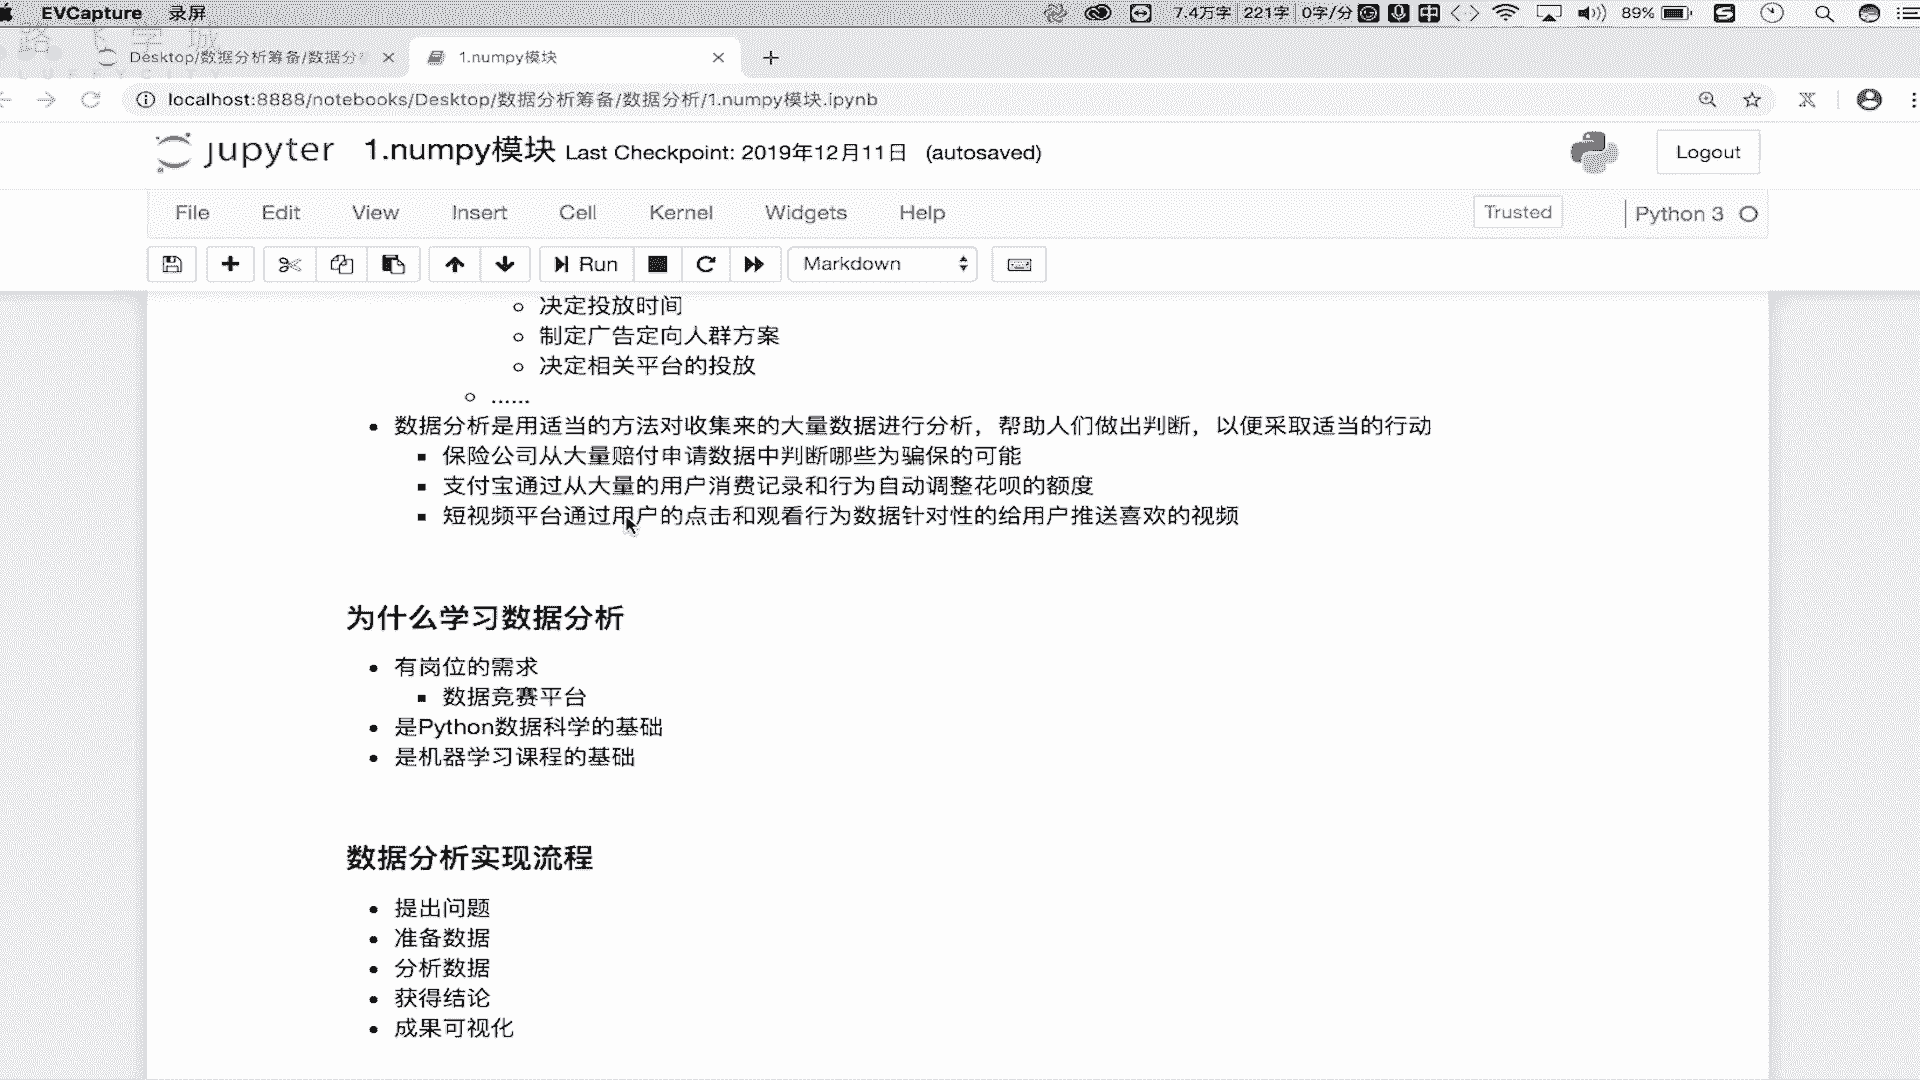 EVCapture 录屏 7.4万字 221字 0字/分 中 89%
路飞学城
Desktop/数据分析筹备/数据分 1.numpy模块
localhost:8888/notebooks/Desktop/数据分析筹备/数据分析/1.numpy模块.ipynb
jupyter 1.numpy模块 Last Checkpoint: 2019年12月11日 (autosaved) Logout
File Edit View Insert Cell Kernel Widgets Help Trusted Python 3
Run Markdown
决定投放时间
制定广告定向人群方案
决定相关平台的投放
......
数据分析是用适当的方法对收集来的大量数据进行分析，帮助人们做出判断，以便采取适当的行动
保险公司从大量赔付申请数据中判断哪些为骗保的可能
支付宝通过从大量的用户消费记录和行为自动调整花呗的额度
短视频平台通过用户的点击和观看行为数据针对性的给用户推送喜欢的视频
为什么学习数据分析
有岗位的需求
数据竞赛平台
是Python数据科学的基础
是机器学习课程的基础
数据分析实现流程
提出问题
准备数据
分析数据
获得结论
成果可视化